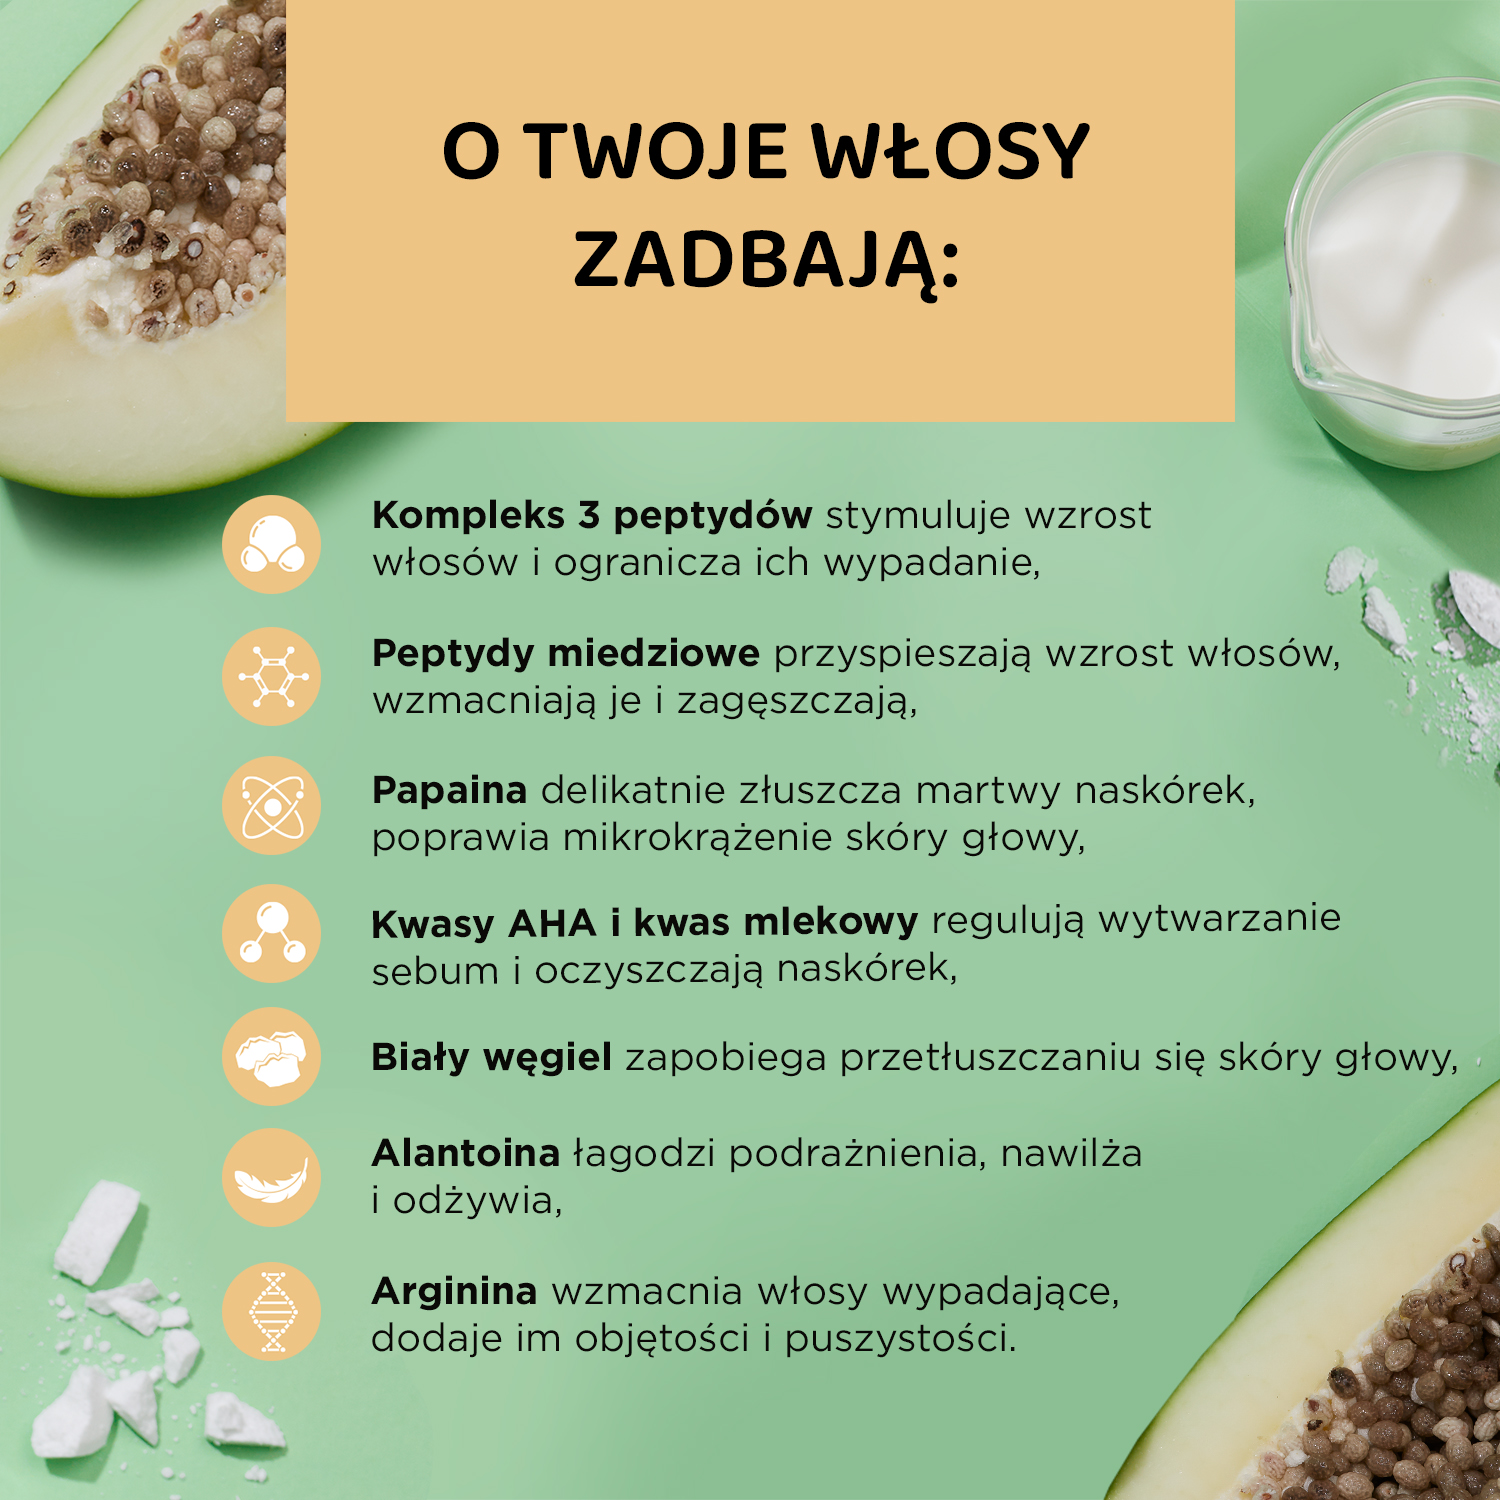 O TWOJE WŁOSY
ZADBAJĄ:
Kompleks 3 peptydów stymuluje wzrost
włosów i ogranicza ich wypadanie,
Peptydy miedziowe przyspieszają wzrost włosów,
wzmacniają je i zagęszczają,
Papaina delikatnie złuszcza martwy naskórek,
poprawia mikrokrążenie skóry głowy,
Kwasy AHA i kwas mlekowy regulują wytwarzanie
sebum i oczyszczają naskórek,
Biały węgiel zapobiega przetłuszczaniu się skóry głowy,
Alantoina łagodzi podrażnienia, nawilża
i odżywia,
Arginina wzmacnia włosy wypadające,
dodaje im objętości i puszystości.